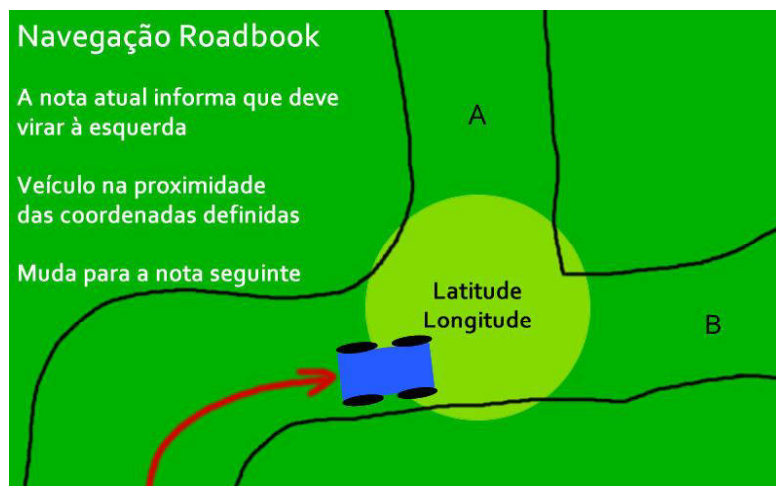 Navegação Roadbook
A nota atual informa que deve
virar à esquerda
Veículo na proximidade
das coordenadas definidas
Muda para a nota seguinte
A
Latitude
Longitude
B